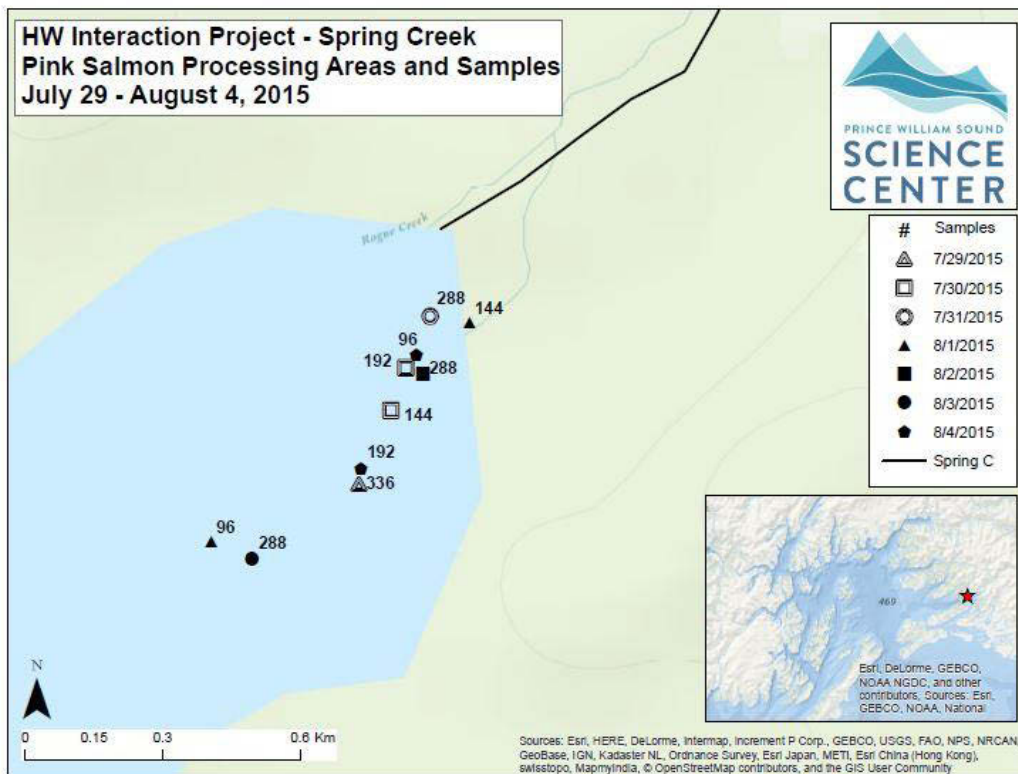 HW Interaction Project - Spring Creek
Pink Salmon Processing Areas and Samples
July 29 - August 4, 2015
PRINCE WILLIAM SOUND
SCIENCE
CENTER
# Samples
7/29/2015
7/30/2015
7/31/2015
8/1/2015
8/2/2015
8/3/2015
8/4/2015
Spring C
Rogue Creek
288
144
96
192
288
144
192
336
96
288
469
Esri, DeLorme, GEBCO,
NOAA NGDC, and other
contributors, Sources: Esri,
GEBCO, NOAA, National
N
0 0.15 0.3 0.6 Km
Sources: Esri, HERE, DeLorme, Intermap, increment P Corp., GEBCO, USGS, FAO, NPS, NRCAN,
GeoBase, IGN, Kadaster NL, Ordnance Survey, Esri Japan, METI, Esri China (Hong Kong),
swisstopo, MapmyIndia, © OpenStreetMap contributors, and the GIS User Community